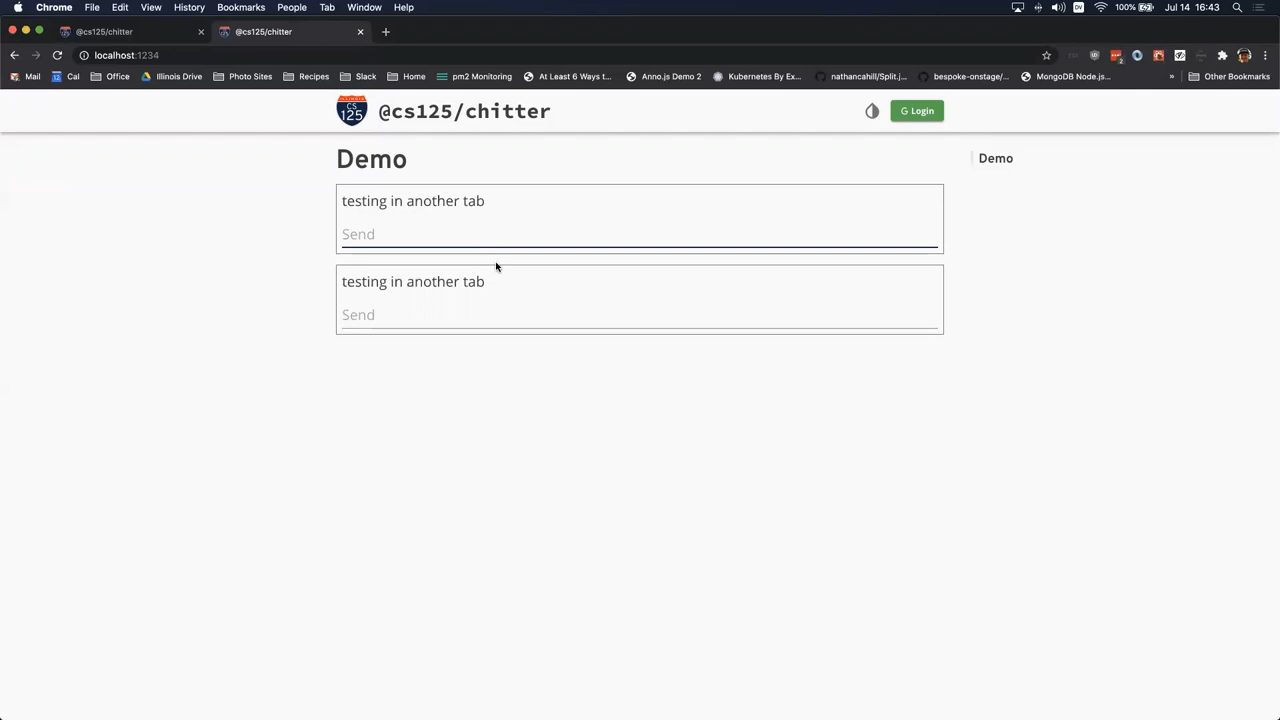 Chrome File Edit View History Bookmarks People Tab Window Help DV 100% Jul 14 16:43
@cs125/chitter @cs125/chitter
localhost:1234
Mail Cal Office Illinois Drive Photo Sites Recipes Slack Home pm2 Monitoring At Least 6 Ways t... Anno.js Demo 2 Kubernetes By Ex... nathancahill/Split.j... bespoke-onstage/... MongoDB Node.js... » Other Bookmarks
ILLINOIS CS 125 @cs125/chitter G Login
Demo
Demo
testing in another tab
Send
testing in another tab
Send